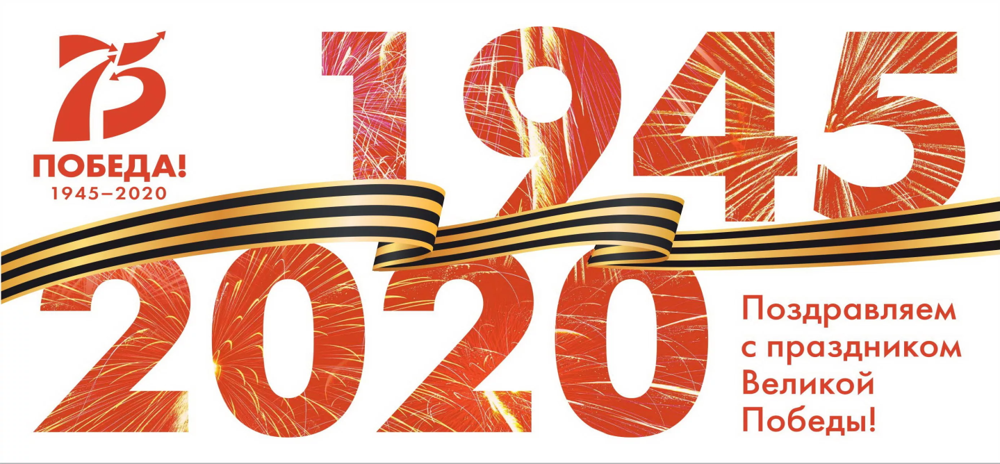 75
ПОБЕДА!
1945–2020
1945
2020
Поздравляем
с праздником
Великой
Победы!